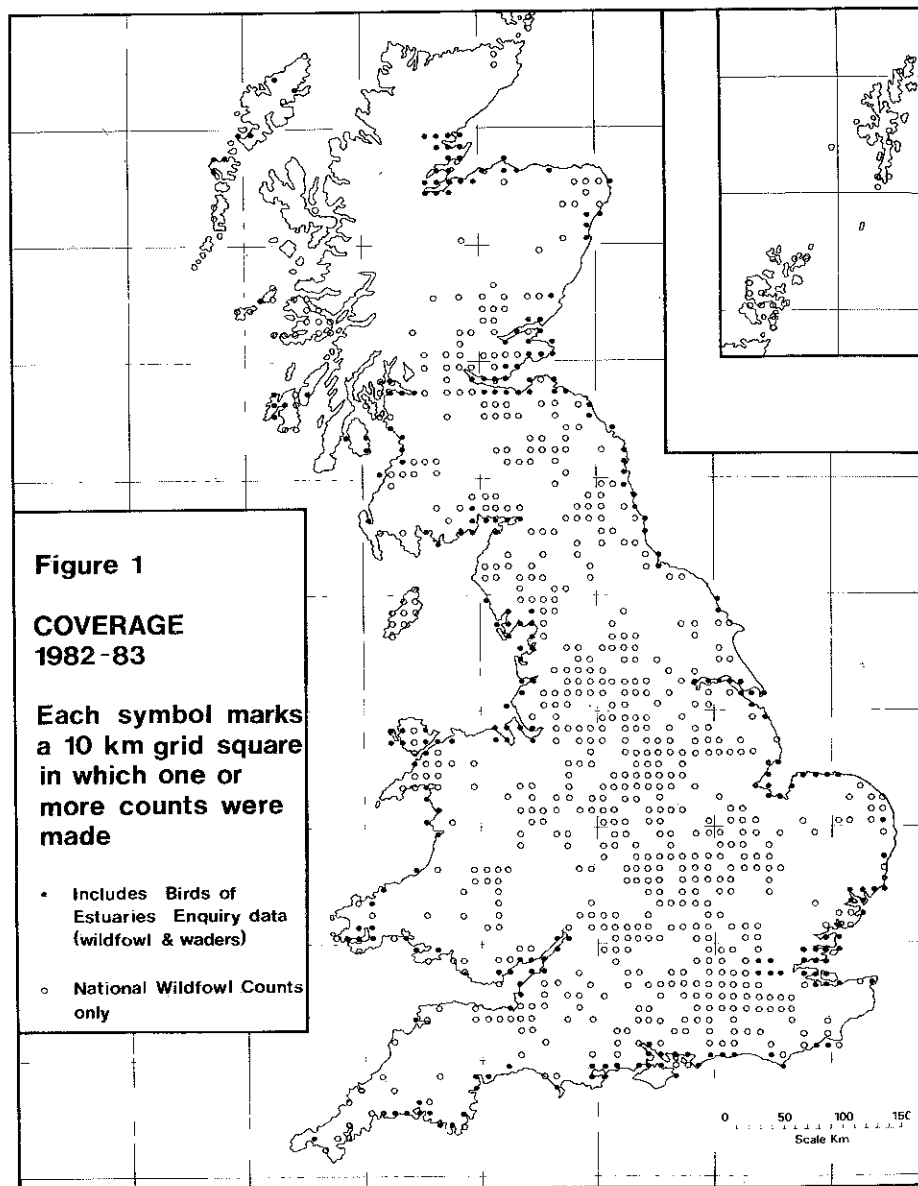 Figure 1
COVERAGE
1982-83
Each symbol marks
a 10 km grid square
in which one or
more counts were
made
• Includes Birds of
Estuaries Enquiry data
(wildfowl & waders)
○ National Wildfowl Counts
only
0 50 100 150
Scale Km